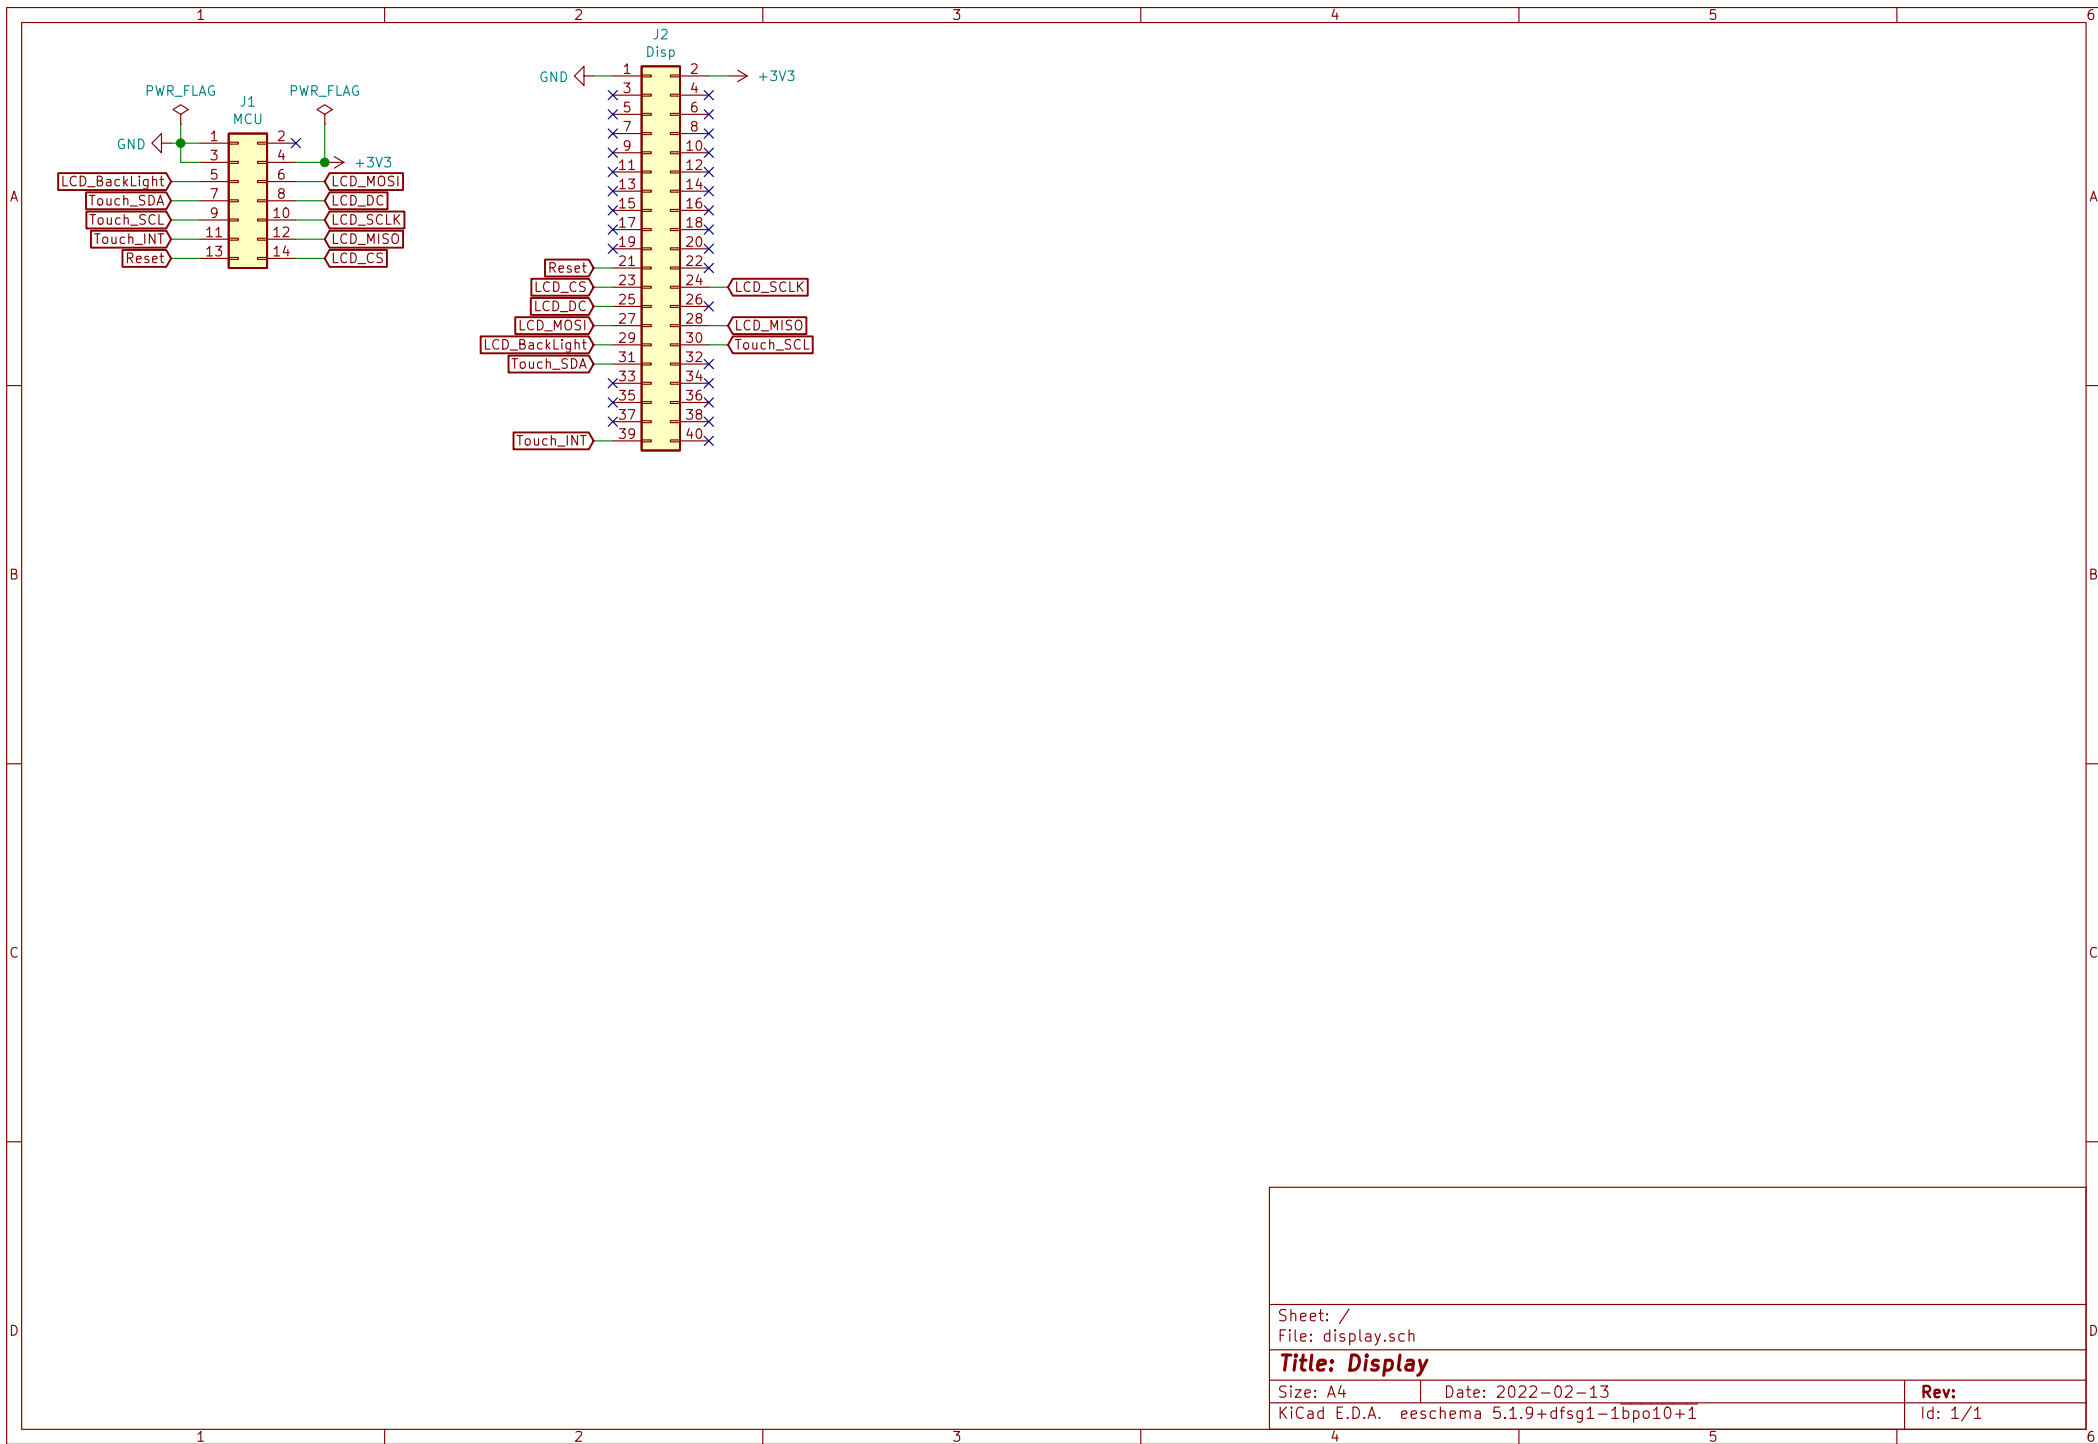 1 2 3 4 5 6
J2
Disp
GND 1 2 +3V3
3 4
5 6
7 8
9 10
11 12
13 14
15 16
17 18
19 20
Reset 21 22
LCD_CS 23 24 LCD_SCLK
LCD_DC 25 26
LCD_MOSI 27 28 LCD_MISO
LCD_BackLight 29 30 Touch_SCL
Touch_SDA 31 32
33 34
35 36
37 38
Touch_INT 39 40
PWR_FLAG PWR_FLAG
J1
MCU
GND 1 2
3 4 +3V3
LCD_BackLight 5 6 LCD_MOSI
Touch_SDA 7 8 LCD_DC
Touch_SCL 9 10 LCD_SCLK
Touch_INT 11 12 LCD_MISO
Reset 13 14 LCD_CS
A A
B B
C C
D D
Sheet: /
File: display.sch
Title: Display
Size: A4 Date: 2022-02-13 Rev:
KiCad E.D.A. eeschema 5.1.9+dfsg1-1bpo10+1 Id: 1/1
1 2 3 4 5 6